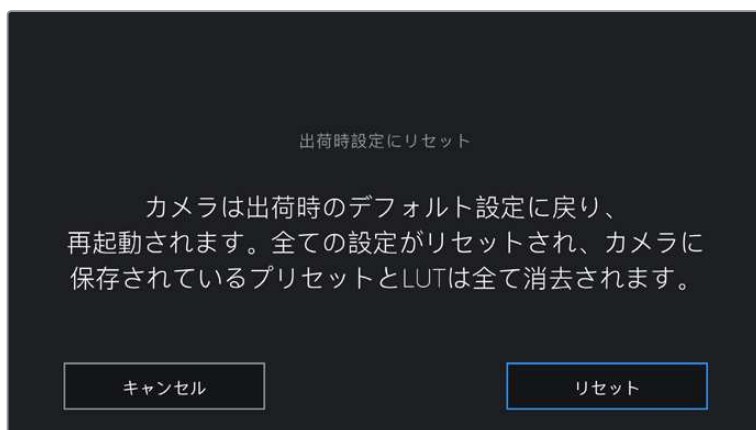 出荷時設定にリセット
カメラは出荷時のデフォルト設定に戻り、
再起動されます。全ての設定がリセットされ、カメラに
保存されているプリセットとLUTは全て消去されます。
キャンセル
リセット